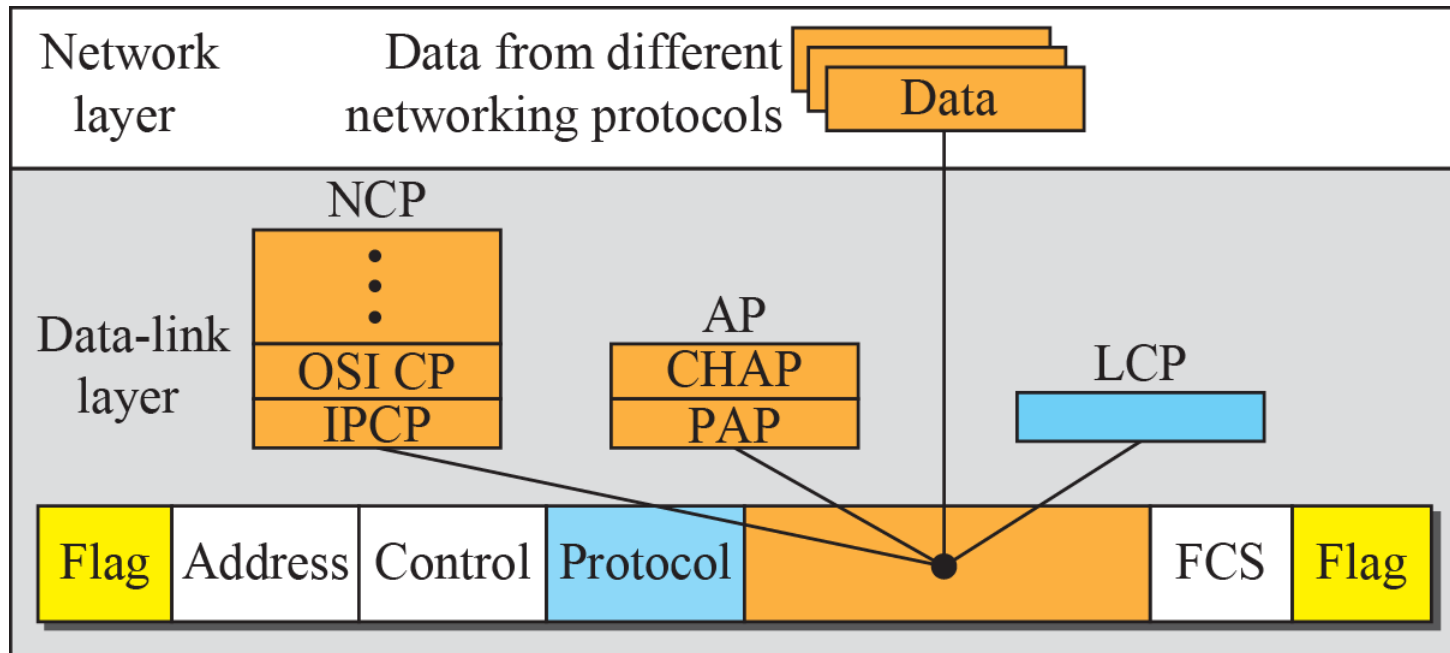 Network
layer
Data from different
networking protocols
Data
NCP
Data-link
layer
OSI CP
IPCP
AP
CHAP
PAP
LCP
Flag Address Control Protocol FCS Flag